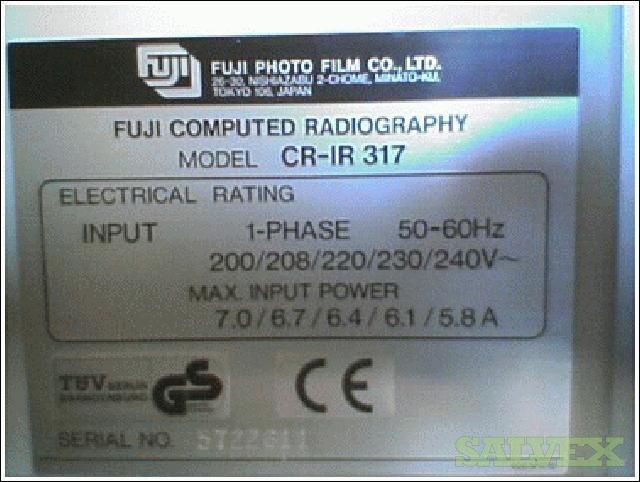 FUJI FUJI PHOTO FILM CO., LTD.
26-30, NISHIAZABU 2-CHOME, MINATO-KU,
TOKYO 106, JAPAN
FUJI COMPUTED RADIOGRAPHY
MODEL CR-IR 317
ELECTRICAL RATING
INPUT 1-PHASE 50-60Hz
200/208/220/230/240V~
MAX. INPUT POWER
7.0/6.7/6.4/6.1/5.8 A
TÜV BERLIN GS CE
SERIAL NO.
SALVEX